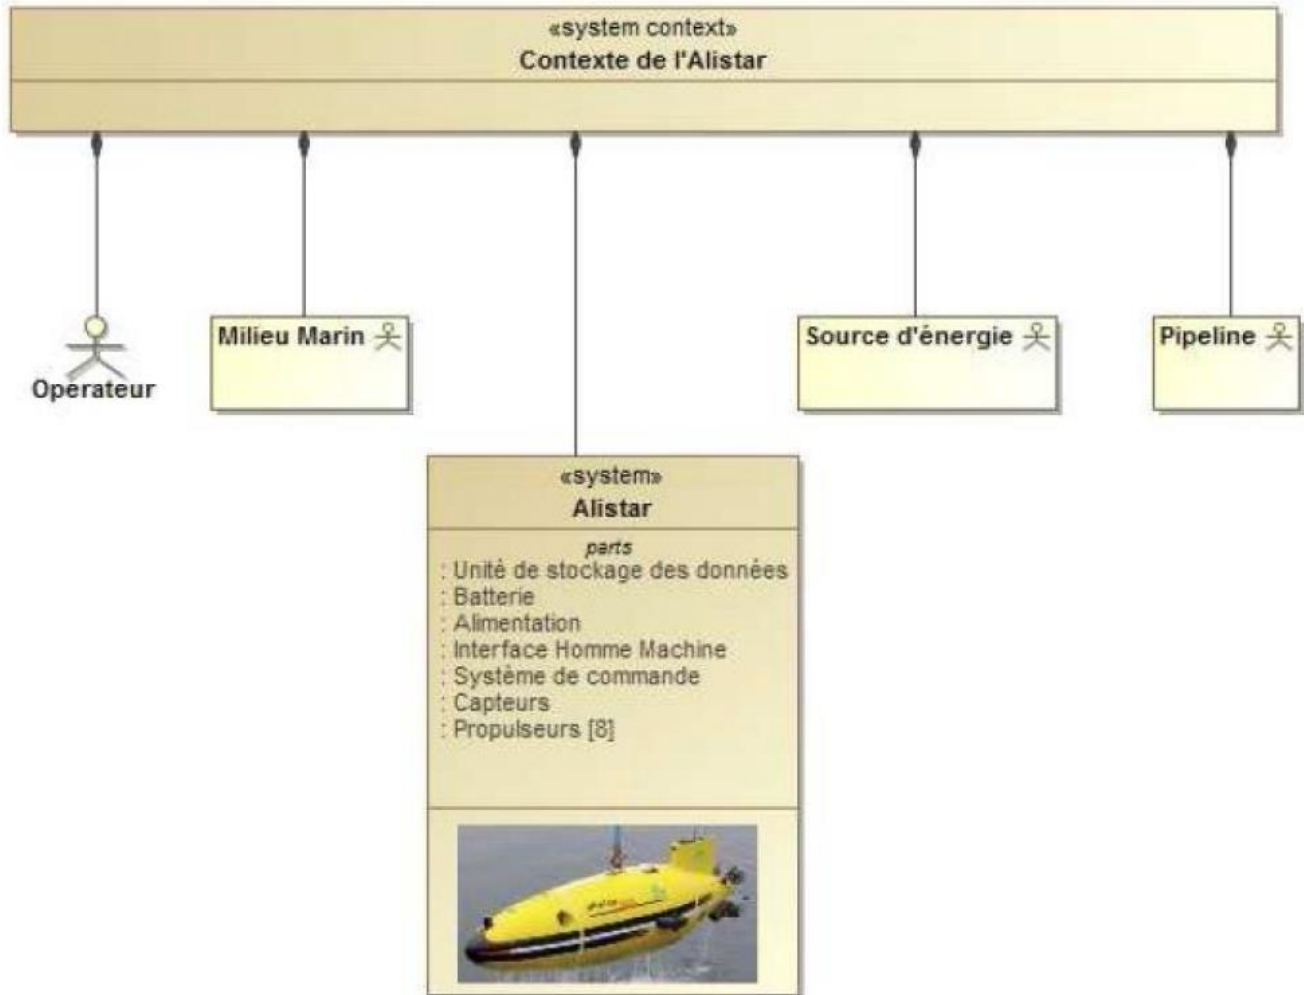 «system context»
Contexte de l'Alistar
Opérateur
Milieu Marin
Source d'énergie
Pipeline
«system»
Alistar
parts
: Unité de stockage des données
: Batterie
: Alimentation
: Interface Homme Machine
: Système de commande
: Capteurs
: Propulseurs [8]